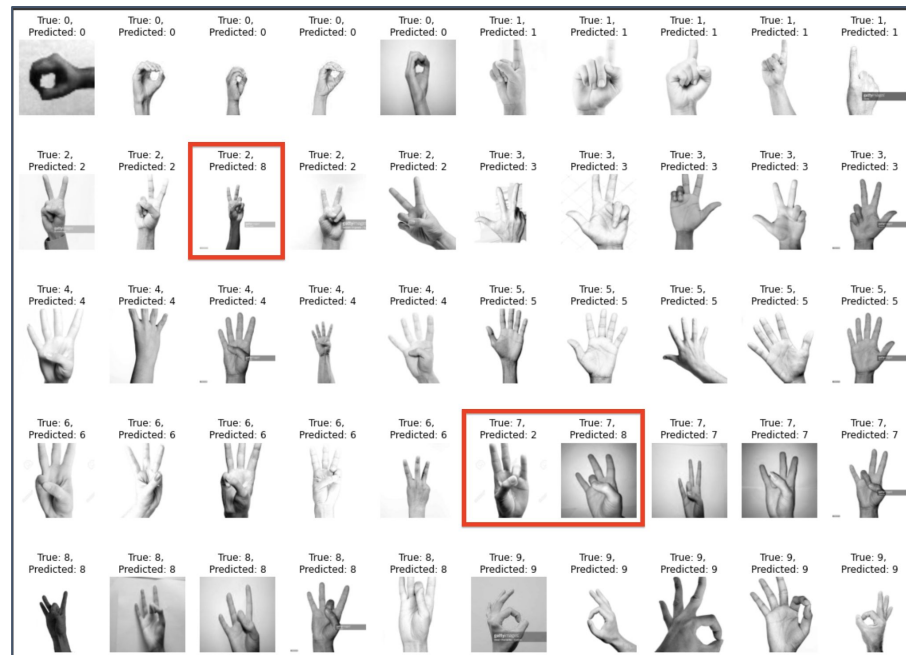 True: 0, True: 0, True: 0, True: 0, True: 0, True: 1, True: 1, True: 1, True: 1, True: 1,
Predicted: 0 Predicted: 0 Predicted: 0 Predicted: 0 Predicted: 0 Predicted: 1 Predicted: 1 Predicted: 1 Predicted: 1 Predicted: 1
True: 2, True: 2, True: 2, True: 2, True: 2, True: 3, True: 3, True: 3, True: 3, True: 3,
Predicted: 2 Predicted: 2 Predicted: 8 Predicted: 2 Predicted: 2 Predicted: 3 Predicted: 3 Predicted: 3 Predicted: 3 Predicted: 3
True: 4, True: 4, True: 4, True: 4, True: 4, True: 5, True: 5, True: 5, True: 5, True: 5,
Predicted: 4 Predicted: 4 Predicted: 4 Predicted: 4 Predicted: 4 Predicted: 5 Predicted: 5 Predicted: 5 Predicted: 5 Predicted: 5
True: 6, True: 6, True: 6, True: 6, True: 6, True: 7, True: 7, True: 7, True: 7, True: 7,
Predicted: 6 Predicted: 6 Predicted: 6 Predicted: 6 Predicted: 6 Predicted: 2 Predicted: 8 Predicted: 7 Predicted: 7 Predicted: 7
True: 8, True: 8, True: 8, True: 8, True: 8, True: 9, True: 9, True: 9, True: 9, True: 9,
Predicted: 8 Predicted: 8 Predicted: 8 Predicted: 8 Predicted: 8 Predicted: 9 Predicted: 9 Predicted: 9 Predicted: 9 Predicted: 9